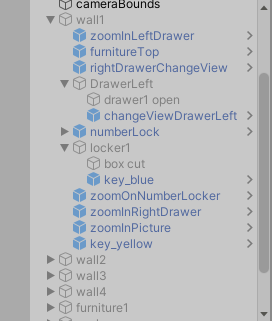 cameraBounds
wall1
zoomInLeftDrawer
furnitureTop
rightDrawerChangeView
DrawerLeft
drawer1 open
changeViewDrawerLeft
numberLock
locker1
box cut
key_blue
zoomOnNumberLocker
zoomInRightDrawer
zoomInPicture
key_yellow
wall2
wall3
wall4
furniture1